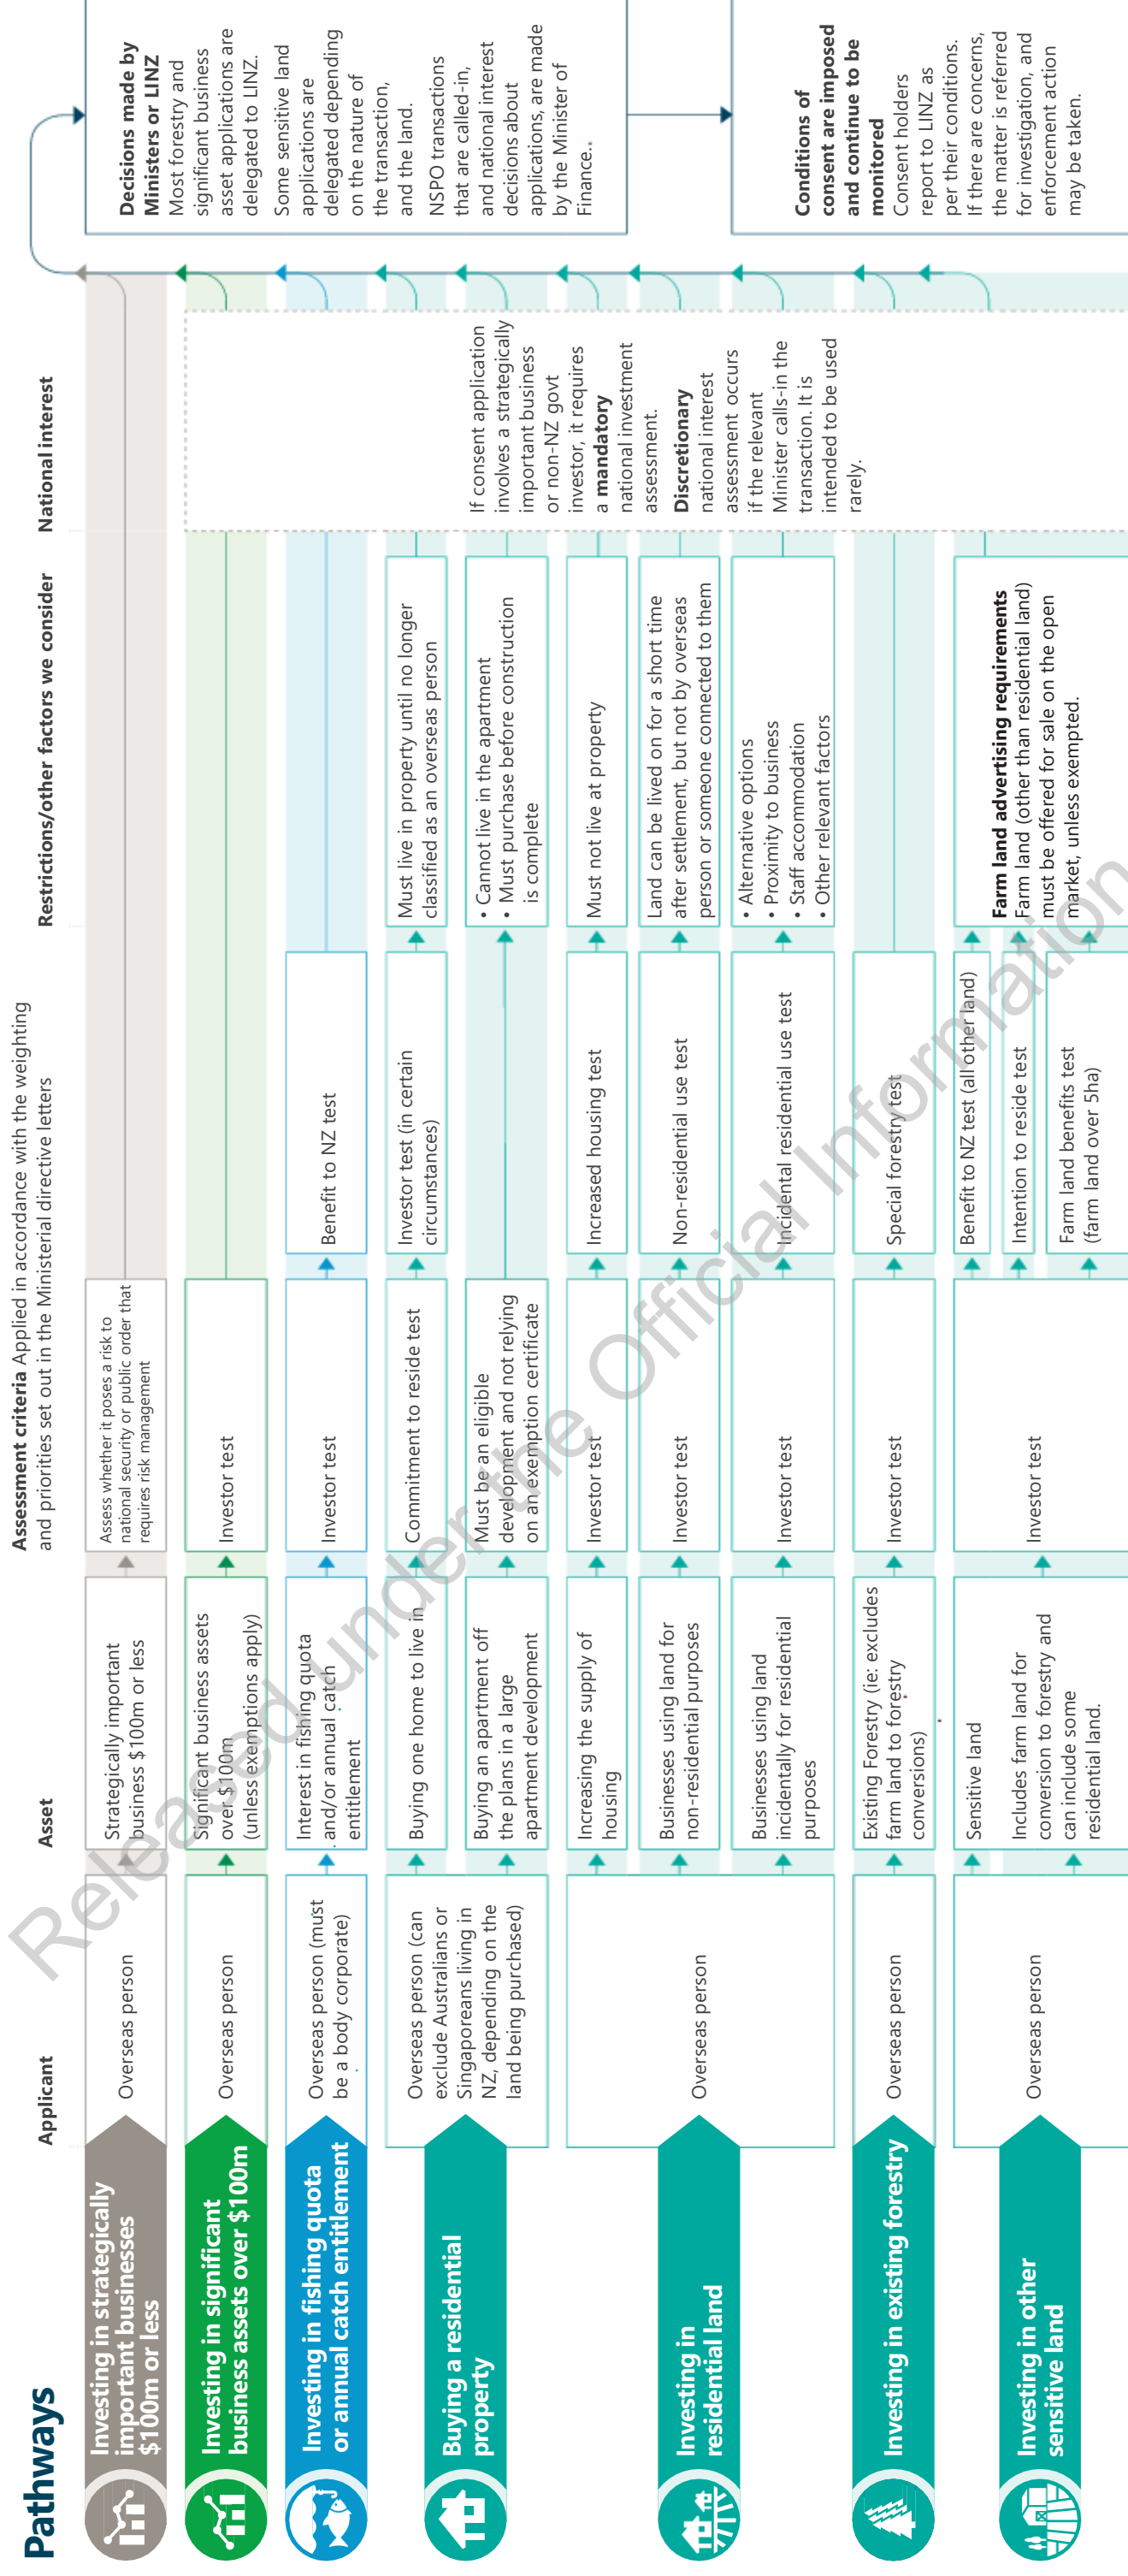 Pathways
Applicant
Asset
Assessment criteria Applied in accordance with the weighting
and priorities set out in the Ministerial directive letters
Restrictions/other factors we consider
National interest
Investing in strategically
important businesses
$100m or less
Overseas person
Strategically important
business $100m or less
Assess whether it poses a risk to
national security or public order that
requires risk management
Investing in significant
business assets over $100m
Overseas person
Significant business assets
over $100m
(unless exemptions apply)
Investor test
Investing in fishing quota
or annual catch entitlement
Overseas person (must
be a body corporate)
Interest in fishing quota
and/or annual catch
entitlement
Investor test
Benefit to NZ test
Buying a residential
property
Overseas person (can
exclude Australians or
Singaporeans living in
NZ, depending on the
land being purchased)
Buying one home to live in
Commitment to reside test
Investor test (in certain
circumstances)
Must live in property until no longer
classified as an overseas person
Buying an apartment off
the plans in a large
apartment development
Must be an eligible
development and not relying
on an exemption certificate
• Cannot live in the apartment
• Must purchase before construction
is complete
Investing in
residential land
Overseas person
Increasing the supply of
housing
Investor test
Increased housing test
Must not live at property
Businesses using land for
non-residential purposes
Investor test
Non-residential use test
Land can be lived on for a short time
after settlement, but not by overseas
person or someone connected to them
Businesses using land
incidentally for residential
purposes
Investor test
Incidental residential use test
• Alternative options
• Proximity to business
• Staff accommodation
• Other relevant factors
Investing in existing forestry
Overseas person
Existing Forestry (ie: excludes
farm land to forestry
conversions)
Investor test
Special forestry test
Investing in other
sensitive land
Overseas person
Sensitive land
Includes farm land for
conversion to forestry and
can include some
residential land.
Investor test
Benefit to NZ test (all other land)
Intention to reside test
Farm land benefits test
(farm land over 5ha)
Farm land advertising requirements
Farm land (other than residential land)
must be offered for sale on the open
market, unless exempted.
If consent application
involves a strategically
important business
or non-NZ govt
investor, it requires
a mandatory
national investment
assessment.
Discretionary
national interest
assessment occurs
if the relevant
Minister calls-in the
transaction. It is
intended to be used
rarely.
Decisions made by
Ministers or LINZ
Most forestry and
significant business
asset applications are
delegated to LINZ.
Some sensitive land
applications are
delegated depending
on the nature of
the transaction,
and the land.
NSPO transactions
that are called-in,
and national interest
decisions about
applications, are made
by the Minister of
Finance..
Conditions of
consent are imposed
and continue to be
monitored
Consent holders
report to LINZ as
per their conditions.
If there are concerns,
the matter is referred
for investigation, and
enforcement action
may be taken.
Released under the Official Information